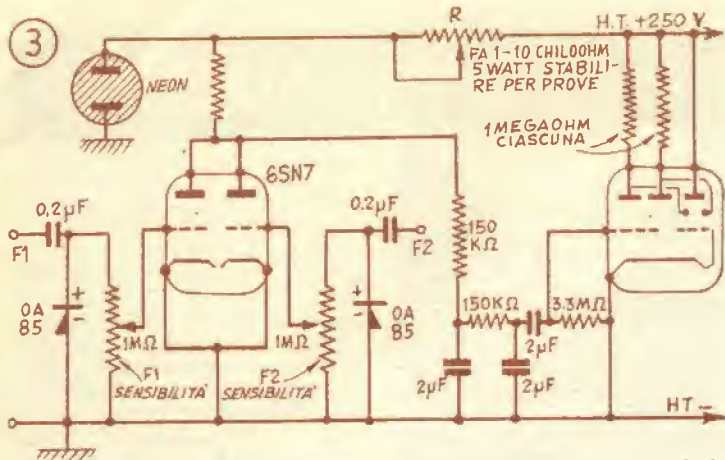 3
NEON
R
H.T. +250 V
FA 1-10 CHILOOHM
5 WATT STABILI-
RE PER PROVE
1 MEGAOHM
CIASCUNA
6SN7
0,2µF
F1
0A
85
1MΩ
F1
SENSIBILITA'
0,2µF
F2
1MΩ
F2
SENSIBILITA'
+
-
0A
85
+
-
150
KΩ
150KΩ
2µF
3.3MΩ
2µF
2µF
HT -